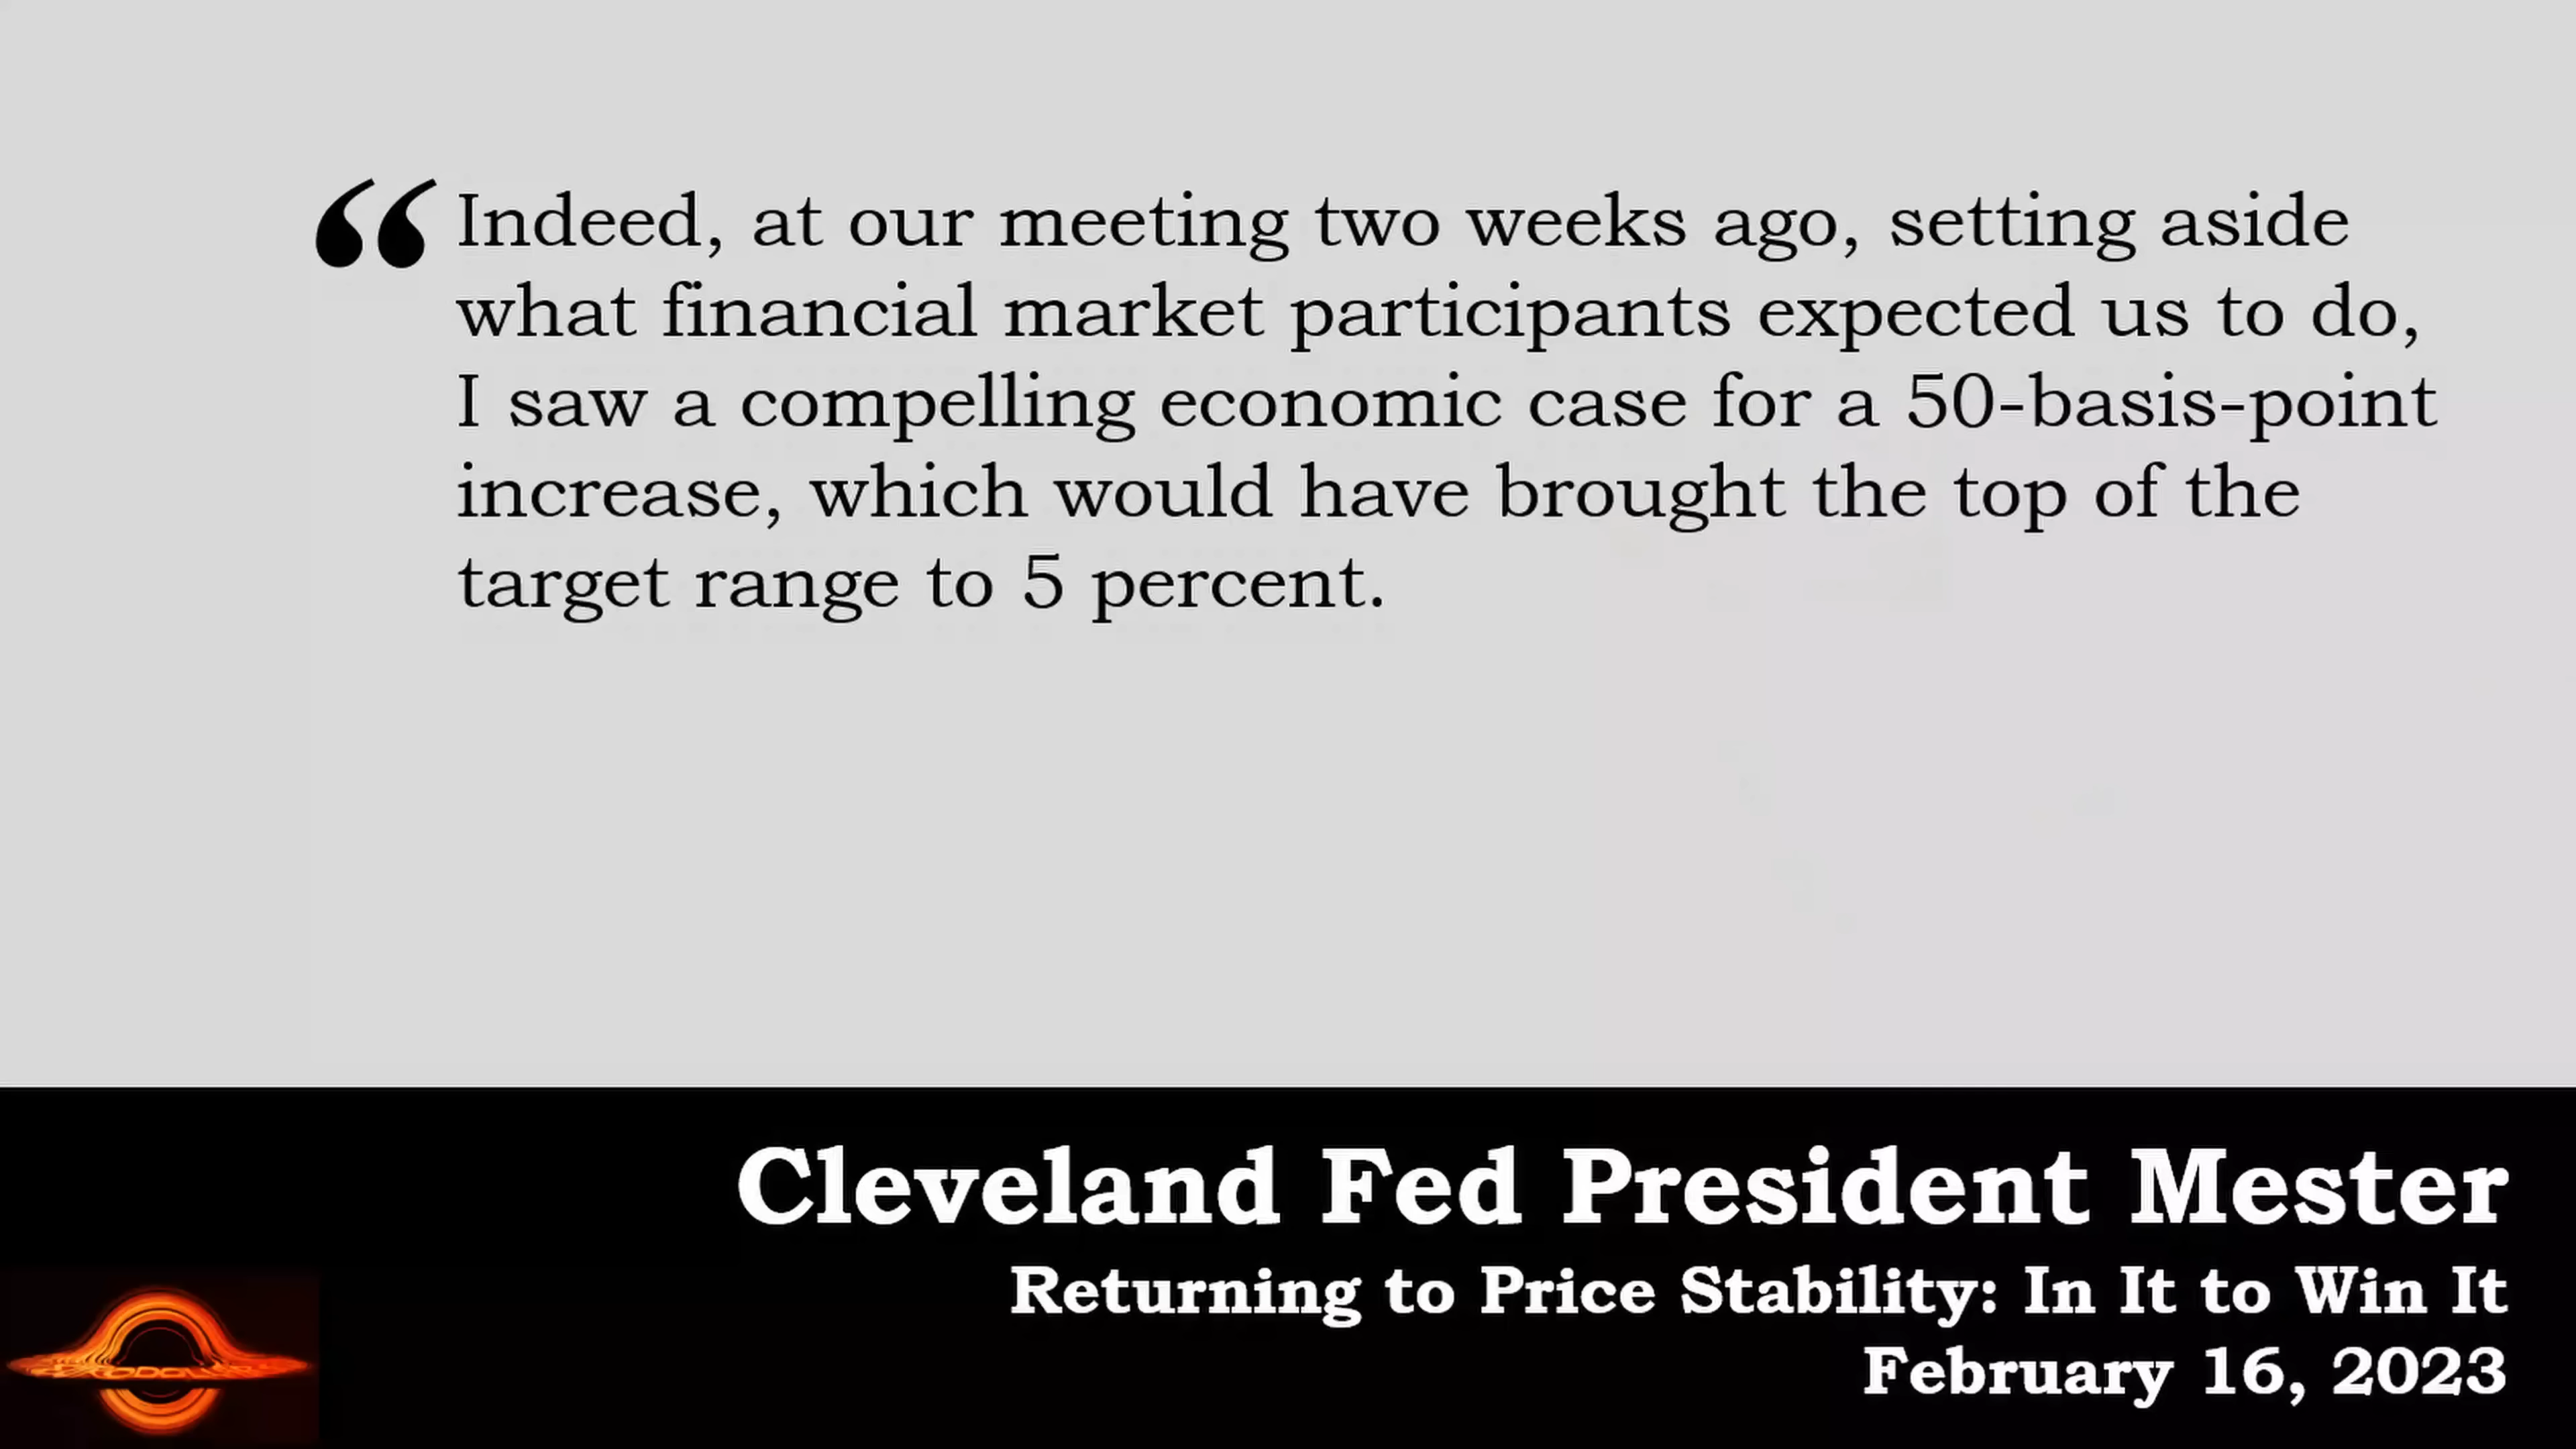 “Indeed, at our meeting two weeks ago, setting aside
what financial market participants expected us to do,
I saw a compelling economic case for a 50-basis-point
increase, which would have brought the top of the
target range to 5 percent.
Cleveland Fed President Mester
Returning to Price Stability: In It to Win It
February 16, 2023